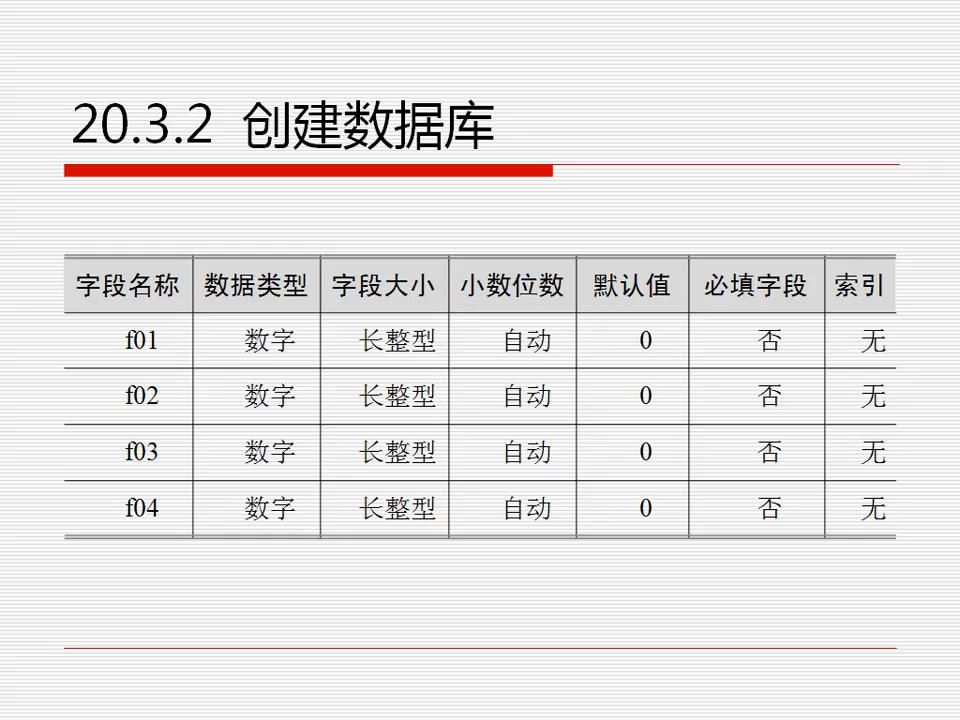 20.3.2 创建数据库
字段名称 数据类型 字段大小 小数位数 默认值 必填字段 索引
f01 数字 长整型 自动 0 否 无
f02 数字 长整型 自动 0 否 无
f03 数字 长整型 自动 0 否 无
f04 数字 长整型 自动 0 否 无